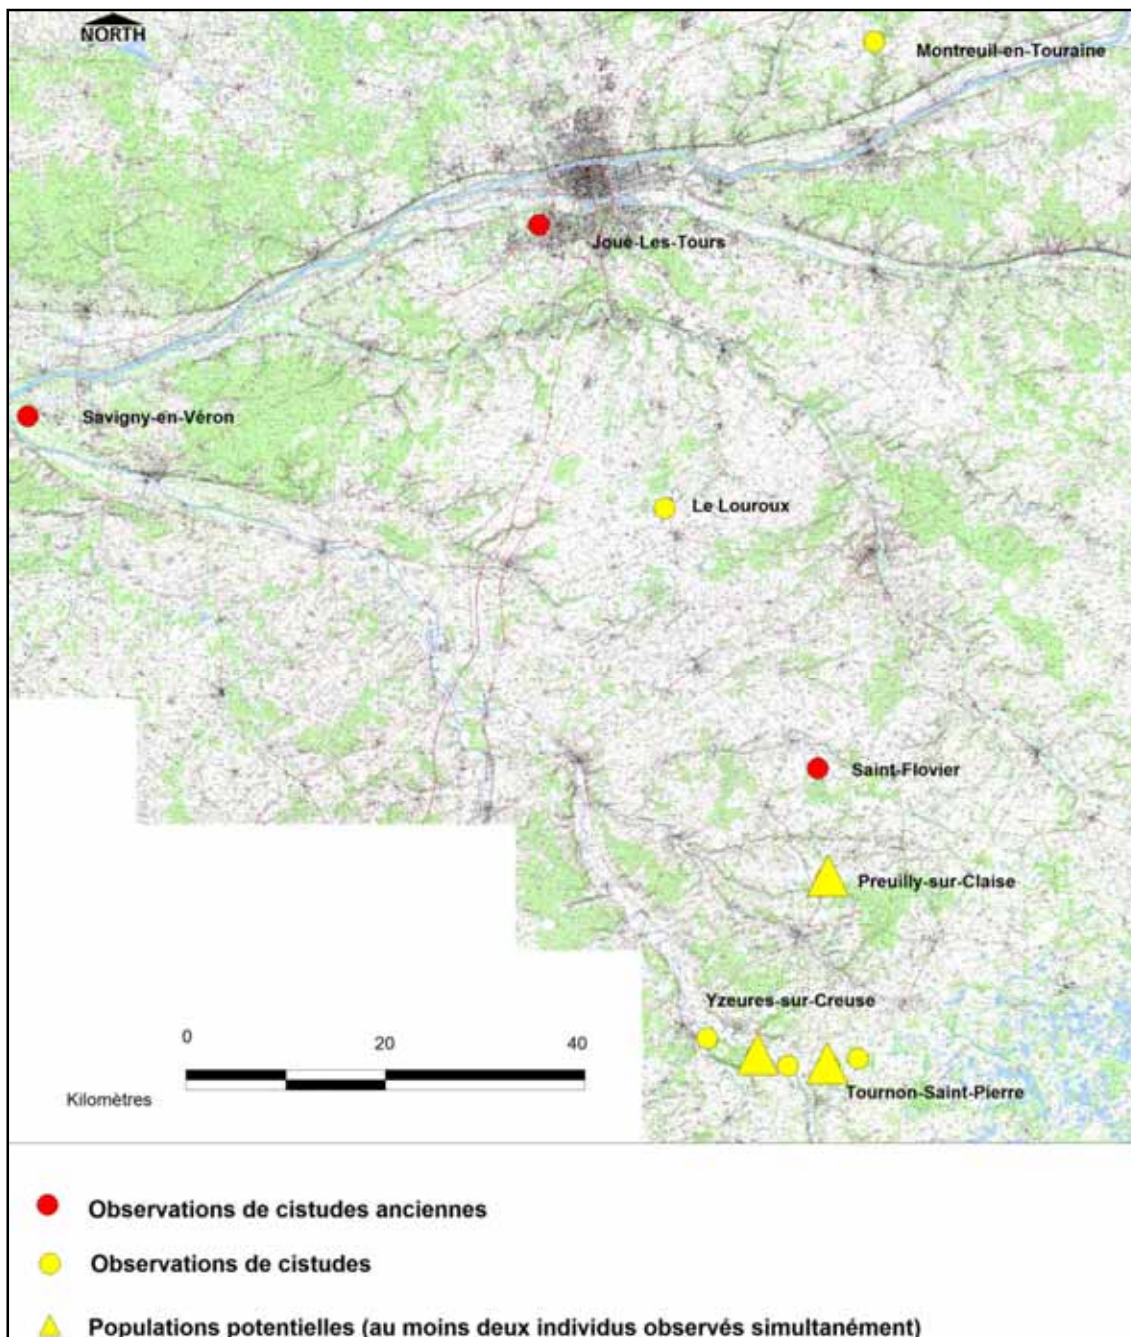 NORTH
Montreuil-en-Touraine
Joué-Les-Tours
Savigny-en-Véron
Le Louroux
Saint-Flovier
Preuilly-sur-Claise
Yzeures-sur-Creuse
0 20 40
Tournon-Saint-Pierre
Kilomètres
Observations de cistudes anciennes
Observations de cistudes
Populations potentielles (au moins deux individus observés simultanément)